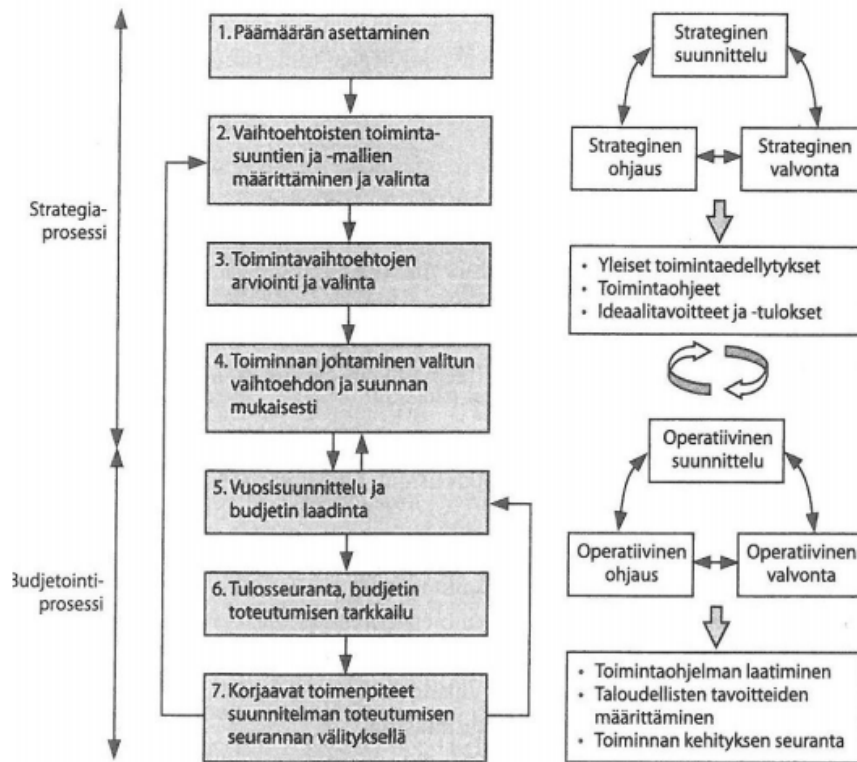 Strategia-
prosessi
Budjetointi-
prosessi
1. Päämäärän asettaminen
2. Vaihtoehtoisten toiminta-
suuntien ja -mallien
määrittäminen ja valinta
3. Toimintavaihtoehtojen
arviointi ja valinta
4. Toiminnan johtaminen valitun
vaihtoehdon ja suunnan
mukaisesti
5. Vuosisuunnittelu ja
budjetin laadinta
6. Tulosseuranta, budjetin
toteutumisen tarkkailu
7. Korjaavat toimenpiteet
suunnitelman toteutumisen
seurannan välityksellä
Strateginen
suunnittelu
Strateginen
ohjaus
Strateginen
valvonta
• Yleiset toimintaedellytykset
• Toimintaohjeet
• Ideaalitavoitteet ja -tulokset
Operatiivinen
suunnittelu
Operatiivinen
ohjaus
Operatiivinen
valvonta
• Toimintaohjelman laatiminen
• Taloudellisten tavoitteiden
määrittäminen
• Toiminnan kehityksen seuranta